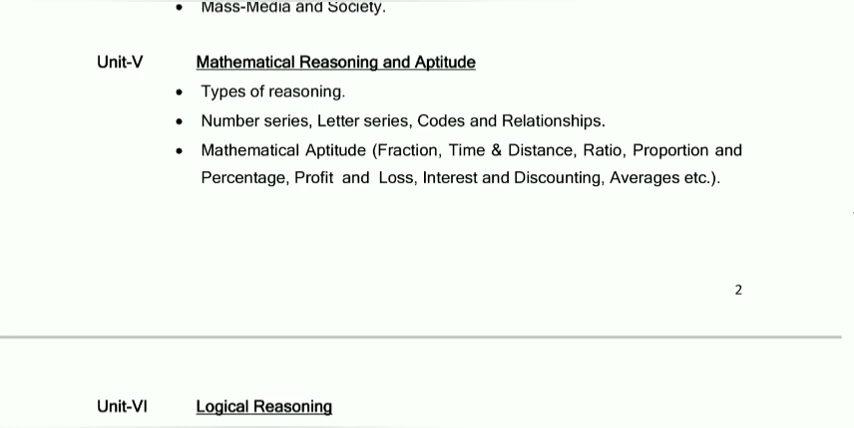 • Mass-Media and Society.
Unit-V Mathematical Reasoning and Aptitude
• Types of reasoning.
• Number series, Letter series, Codes and Relationships.
• Mathematical Aptitude (Fraction, Time & Distance, Ratio, Proportion and
Percentage, Profit and Loss, Interest and Discounting, Averages etc.).
2
Unit-VI Logical Reasoning